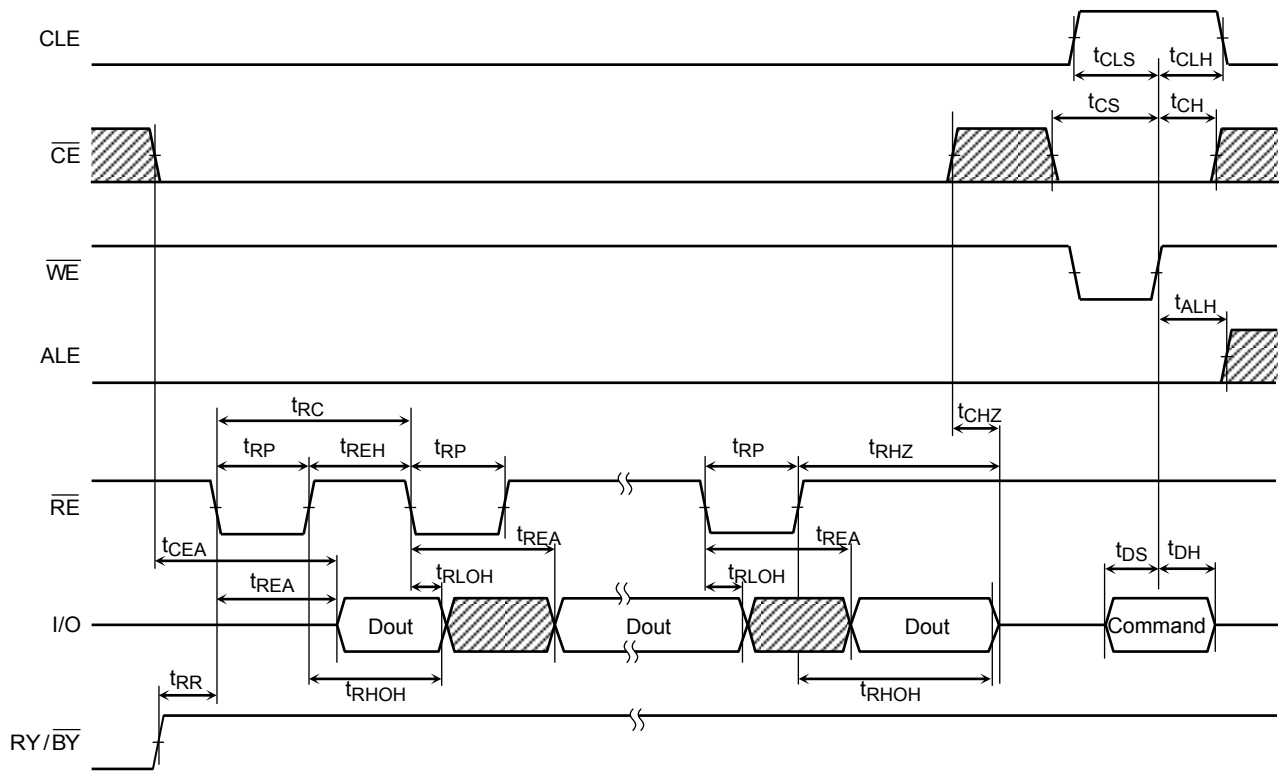 CLE
tCLS tCLH
CE
tCS tCH
WE
tALH
ALE
tRC
tCHZ
tRP tREH tRP tRP tRHZ
RE
tCEA tREA tREA
tREA tRLOH tRLOH tDS tDH
I/O Dout Dout Dout Command
tRR tRHOH tRHOH
RY/BY